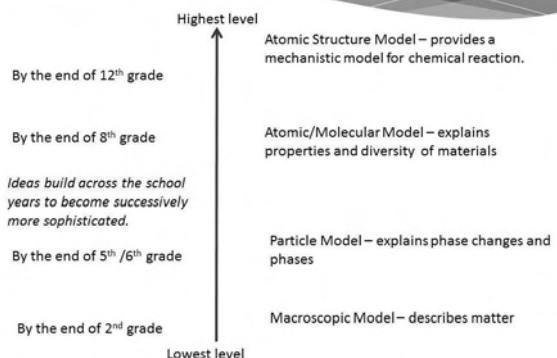 Highest level
Atomic Structure Model – provides a
mechanistic model for chemical reaction.
By the end of 12th grade
By the end of 8th grade
Atomic/Molecular Model – explains
properties and diversity of materials
Ideas build across the school
years to become successively
more sophisticated.
By the end of 5th /6th grade
Particle Model – explains phase changes and
phases
By the end of 2nd grade
Macroscopic Model – describes matter
Lowest level